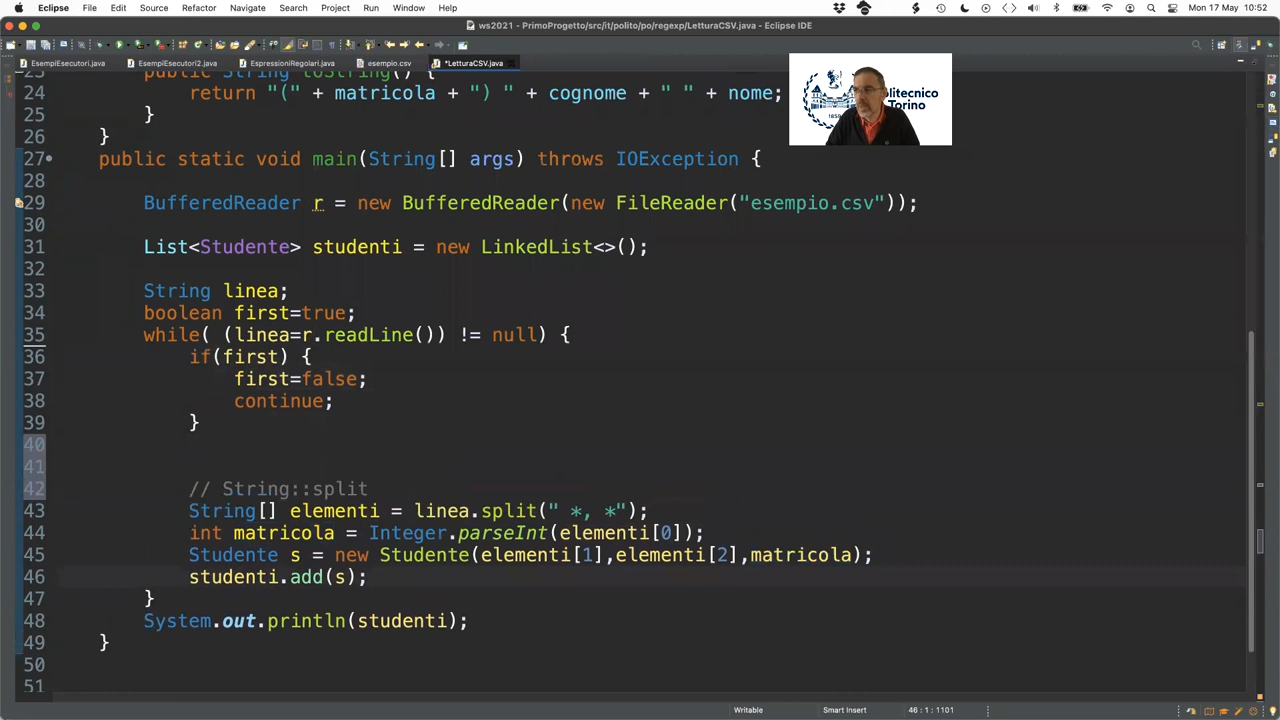 Eclipse File Edit Source Refactor Navigate Search Project Run Window Help Mon 17 May 10:52
ws2021 - PrimoProgetto/src/it/polito/po/regexp/LetturaCSV.java - Eclipse IDE
EsempiEsecutori.java EsempiEsecutori2.java EspressioniRegolari.java esempio.csv *LetturaCSV.java
23 public String toString() {
24 return "(" + matricola + ") " + cognome + " " + nome;
25 }
26 }
27 public static void main(String[] args) throws IOException {
28
29 BufferedReader r = new BufferedReader(new FileReader("esempio.csv"));
30
31 List<Studente> studenti = new LinkedList<>();
32
33 String linea;
34 boolean first=true;
35 while( (linea=r.readLine()) != null) {
36 if(first) {
37 first=false;
38 continue;
39 }
40
41
42 // String::split
43 String[] elementi = linea.split(" *, *");
44 int matricola = Integer.parseInt(elementi[0]);
45 Studente s = new Studente(elementi[1],elementi[2],matricola);
46 studenti.add(s);
47 }
48 System.out.println(studenti);
49 }
50
51
Writable Smart Insert 46 : 1 : 1101